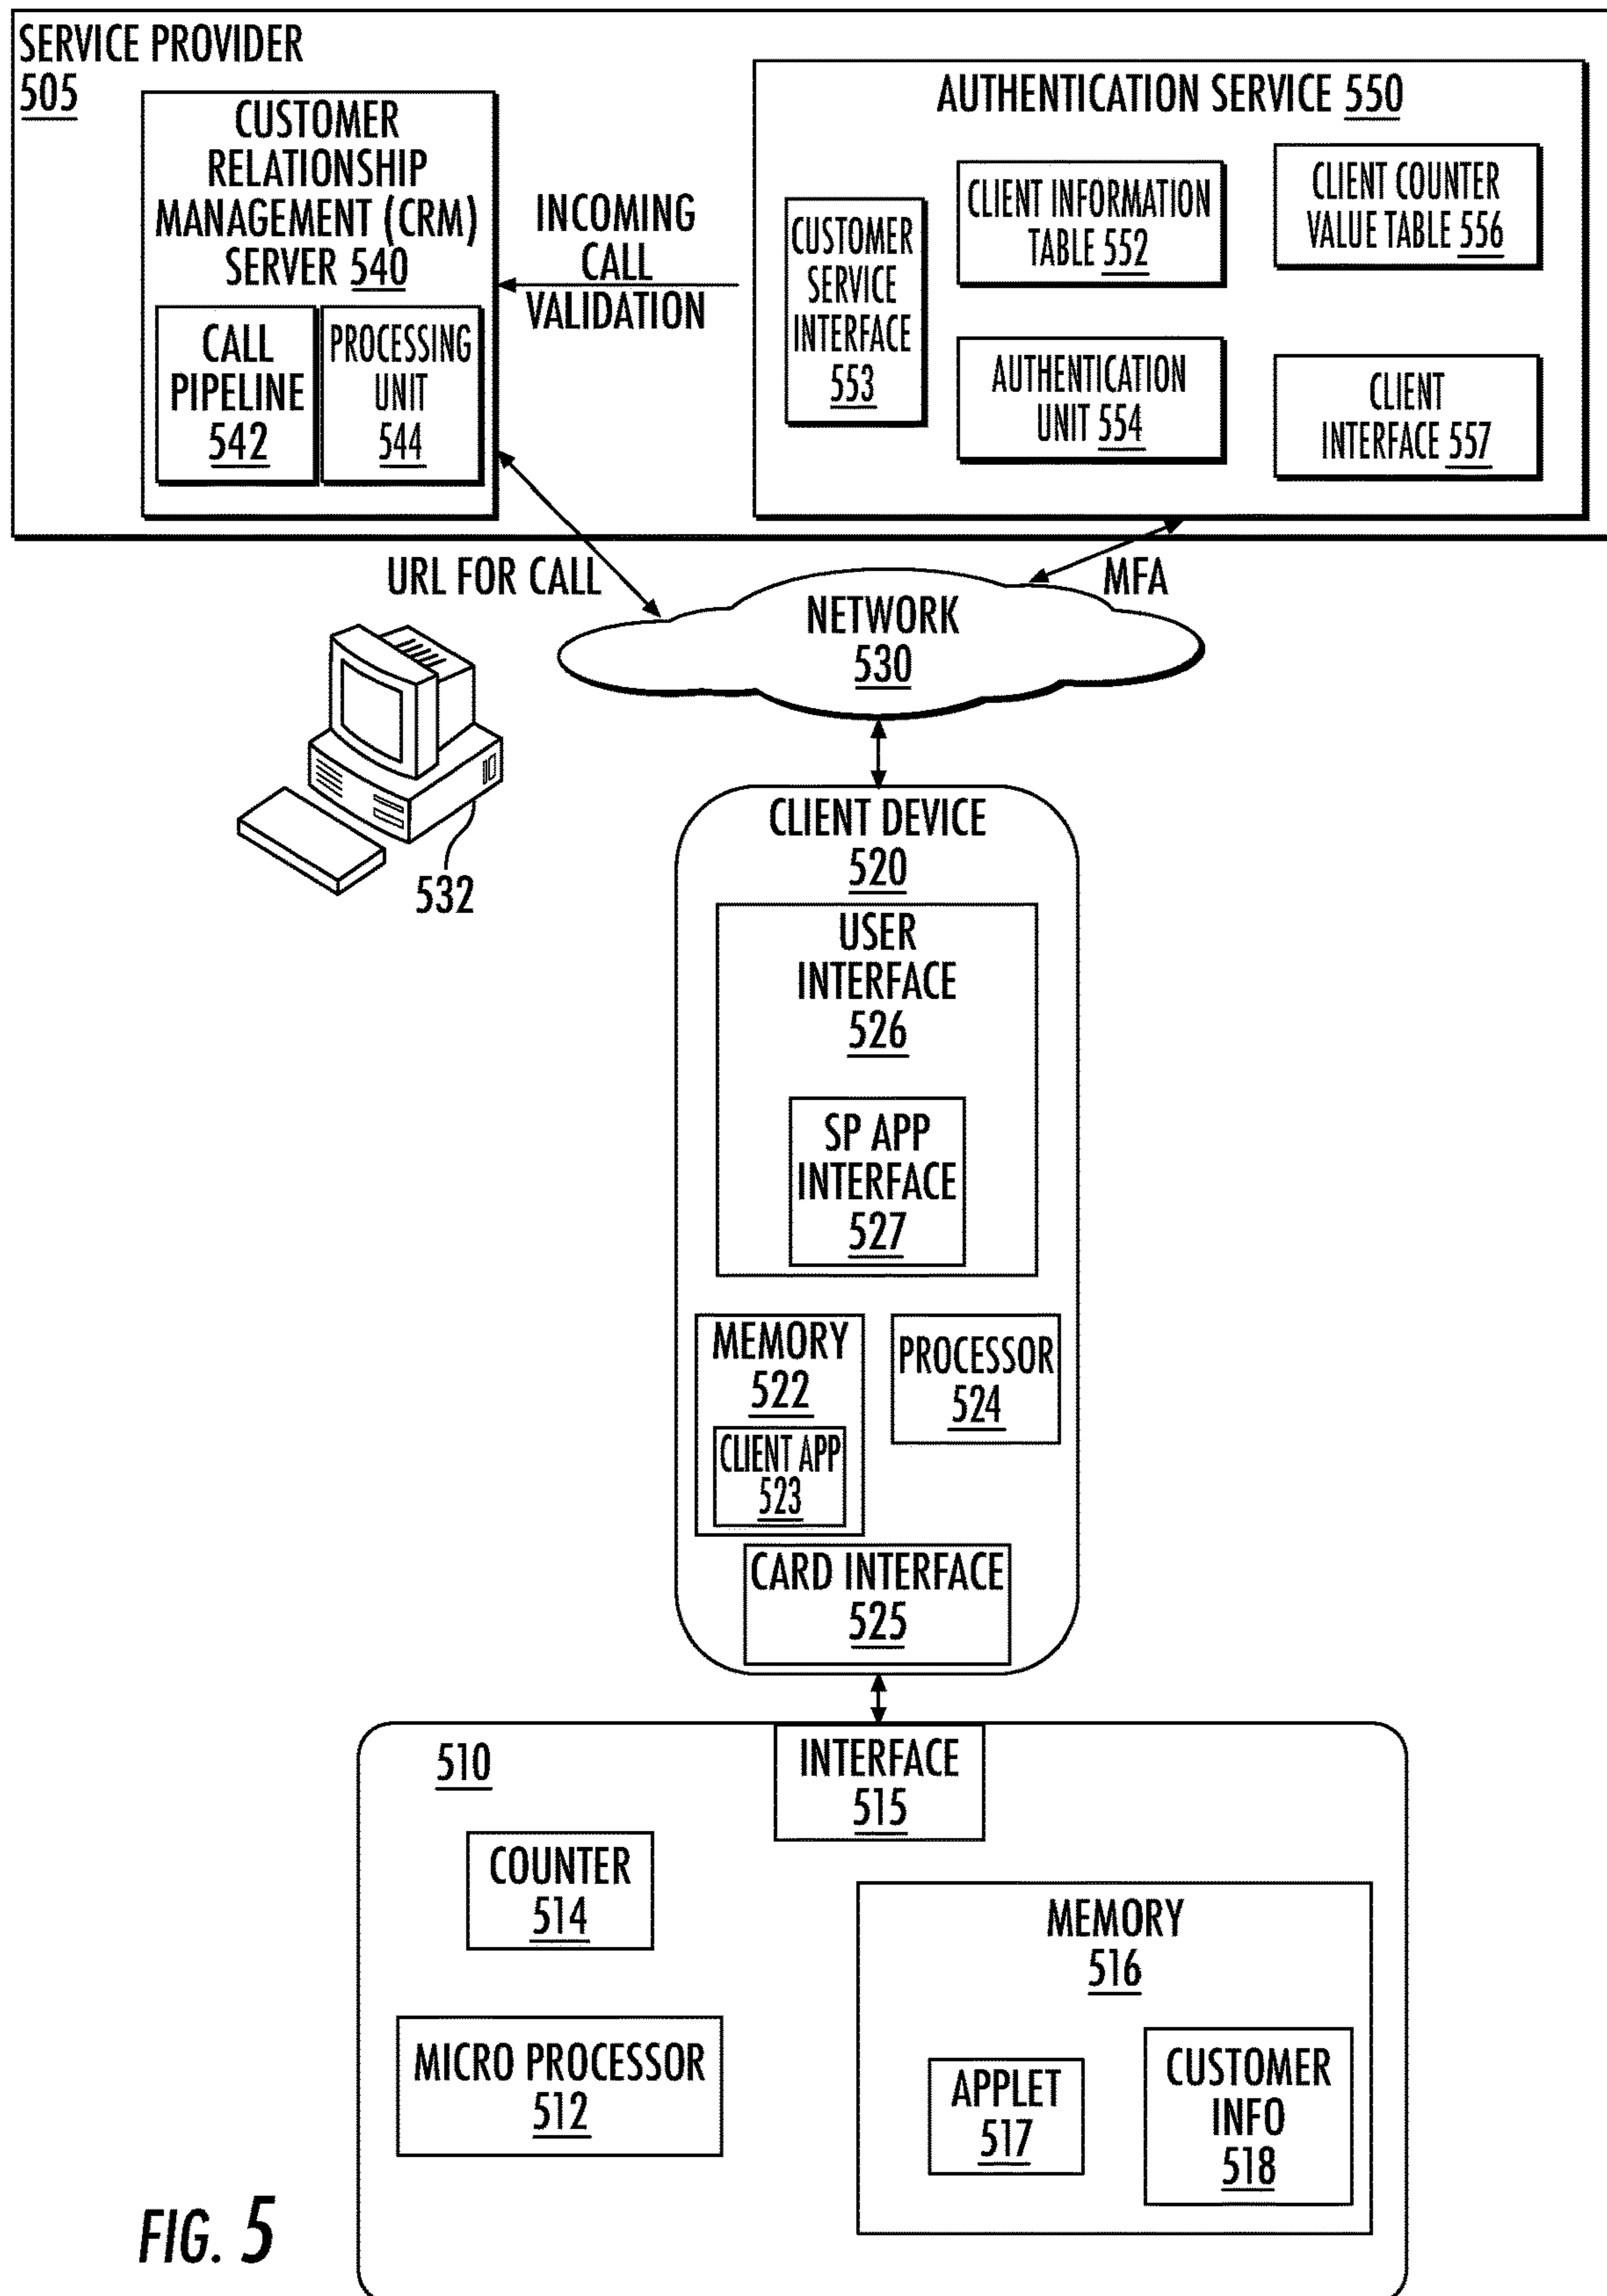 SERVICE PROVIDER
505
CUSTOMER
RELATIONSHIP
MANAGEMENT (CRM)
SERVER 540
CALL
PIPELINE
542
PROCESSING
UNIT
544
INCOMING
CALL
VALIDATION
AUTHENTICATION SERVICE 550
CUSTOMER
SERVICE
INTERFACE
553
CLIENT INFORMATION
TABLE 552
CLIENT COUNTER
VALUE TABLE 556
AUTHENTICATION
UNIT 554
CLIENT
INTERFACE 557
URL FOR CALL
MFA
NETWORK
530
532
CLIENT DEVICE
520
USER
INTERFACE
526
SP APP
INTERFACE
527
MEMORY
522
CLIENT APP
523
PROCESSOR
524
CARD INTERFACE
525
510
INTERFACE
515
COUNTER
514
MICRO PROCESSOR
512
MEMORY
516
APPLET
517
CUSTOMER
INFO
518
FIG. 5